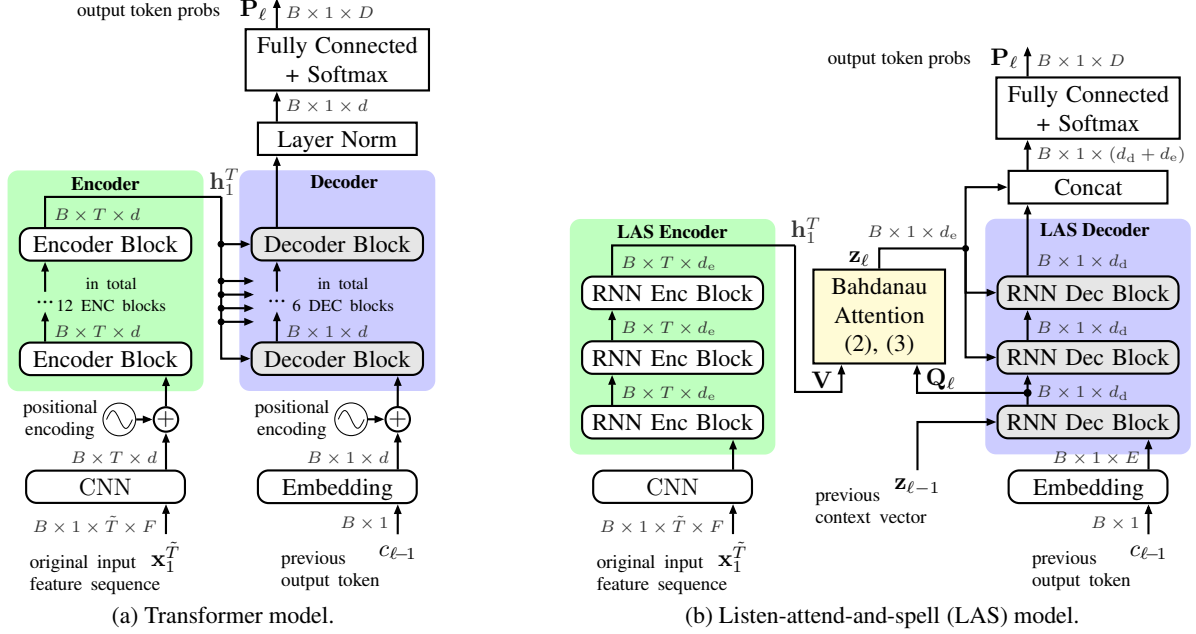 output token probs
P_ℓ
B × 1 × D
Fully Connected
+ Softmax
B × 1 × d
Layer Norm
Encoder
h_1^T
Decoder
B × T × d
Encoder Block
Decoder Block
... in total
12 ENC blocks
... in total
6 DEC blocks
B × T × d
B × 1 × d
Encoder Block
Decoder Block
positional
encoding
+
positional
encoding
+
B × T × d
B × 1 × d
CNN
Embedding
B × 1 × T̃ × F
B × 1
original input
feature sequence
x_1^T̃
previous
output token
c_{ℓ-1}
(a) Transformer model.
output token probs
P_ℓ
B × 1 × D
Fully Connected
+ Softmax
B × 1 × (d_d + d_e)
Concat
LAS Encoder
h_1^T
B × 1 × d_e
z_ℓ
LAS Decoder
B × T × d_e
B × 1 × d_d
RNN Enc Block
Bahdanau
Attention
(2), (3)
RNN Dec Block
B × T × d_e
B × 1 × d_d
RNN Enc Block
RNN Dec Block
V
Q_ℓ
B × T × d_e
B × 1 × d_d
RNN Enc Block
RNN Dec Block
B × 1 × E
CNN
z_{ℓ-1}
previous
context vector
Embedding
B × 1 × T̃ × F
B × 1
original input
feature sequence
x_1^T̃
previous
output token
c_{ℓ-1}
(b) Listen-attend-and-spell (LAS) model.